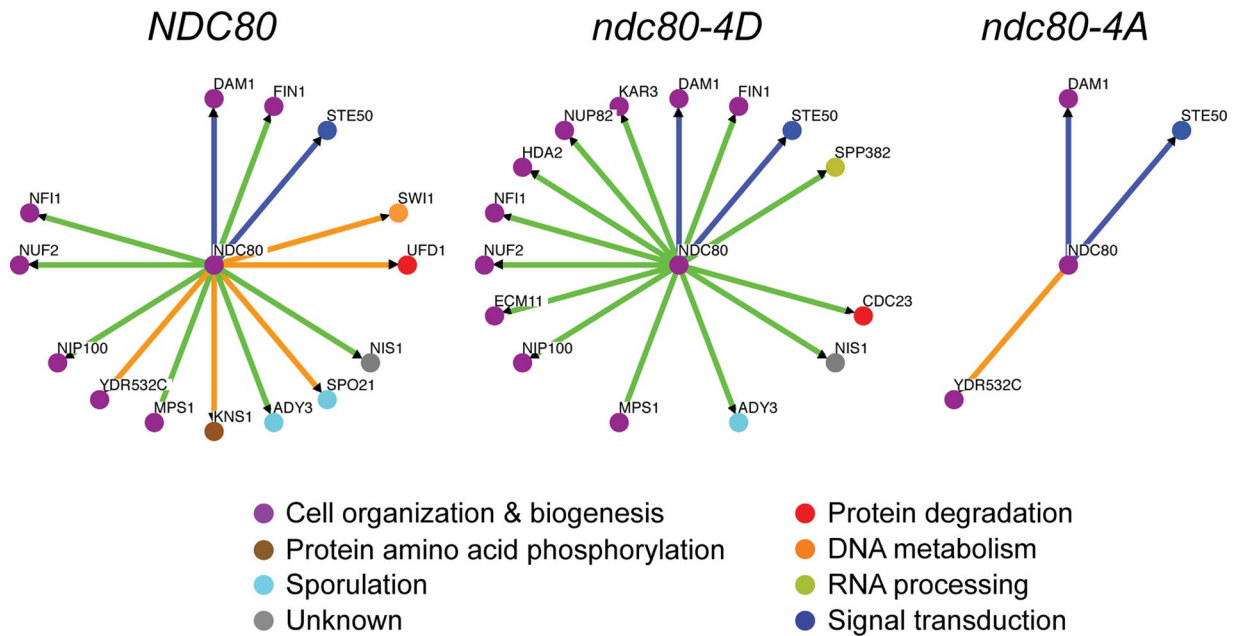 NDC80
ndc80-4D
ndc80-4A
DAM1
FIN1
STE50
NFI1
SWI1
NUF2
NDC80
UFD1
NIP100
NIS1
YDR532C
SPO21
MPS1
KNS1
ADY3
KAR3
DAM1
FIN1
NUP82
STE50
HDA2
SPP382
NFI1
NUF2
NDC80
ECM11
CDC23
NIP100
NIS1
MPS1
ADY3
DAM1
STE50
NDC80
YDR532C
Cell organization & biogenesis
Protein amino acid phosphorylation
Sporulation
Unknown
Protein degradation
DNA metabolism
RNA processing
Signal transduction